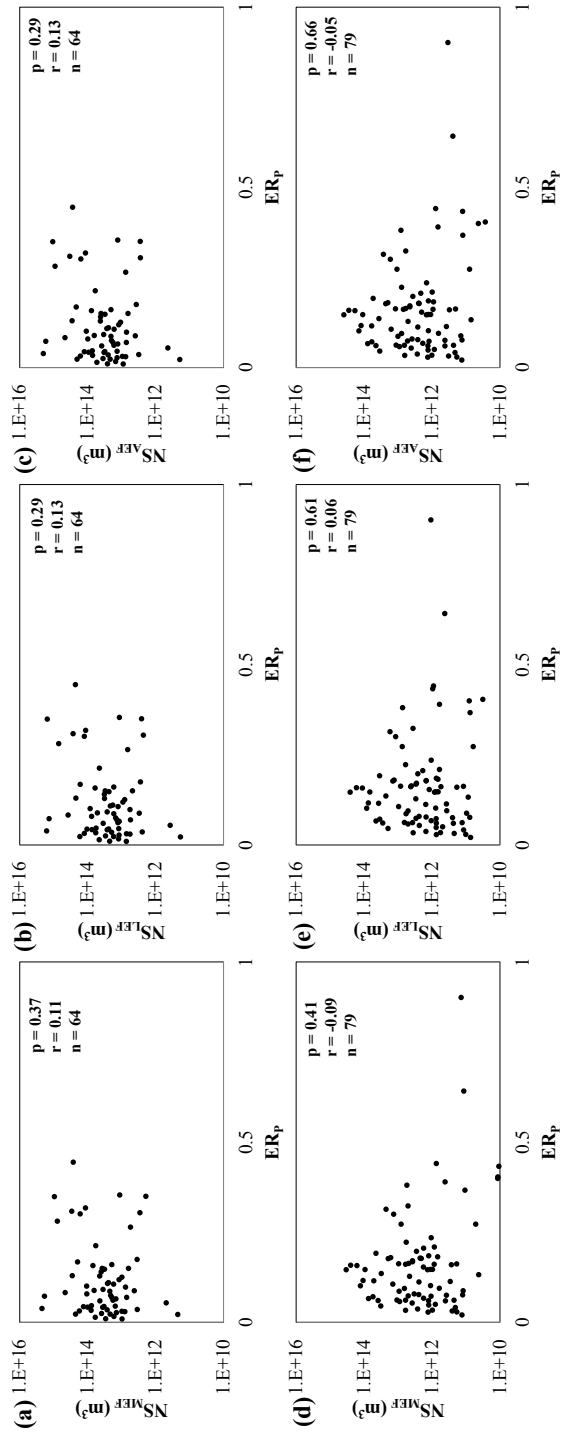 (a)
1.E+16
1.E+14
1.E+12
1.E+10
NS_MEF (m³)
0
0.5
1
ER_P
p = 0.37
r = 0.11
n = 64
(b)
1.E+16
1.E+14
1.E+12
1.E+10
NS_LEF (m³)
0
0.5
1
ER_P
p = 0.29
r = 0.13
n = 64
(c)
1.E+16
1.E+14
1.E+12
1.E+10
NS_AEF (m³)
0
0.5
1
ER_P
p = 0.29
r = 0.13
n = 64
(d)
1.E+16
1.E+14
1.E+12
1.E+10
NS_MEF (m³)
0
0.5
1
ER_P
p = 0.41
r = -0.09
n = 79
(e)
1.E+16
1.E+14
1.E+12
1.E+10
NS_LEF (m³)
0
0.5
1
ER_P
p = 0.61
r = 0.06
n = 79
(f)
1.E+16
1.E+14
1.E+12
1.E+10
NS_AEF (m³)
0
0.5
1
ER_P
p = 0.66
r = -0.05
n = 79